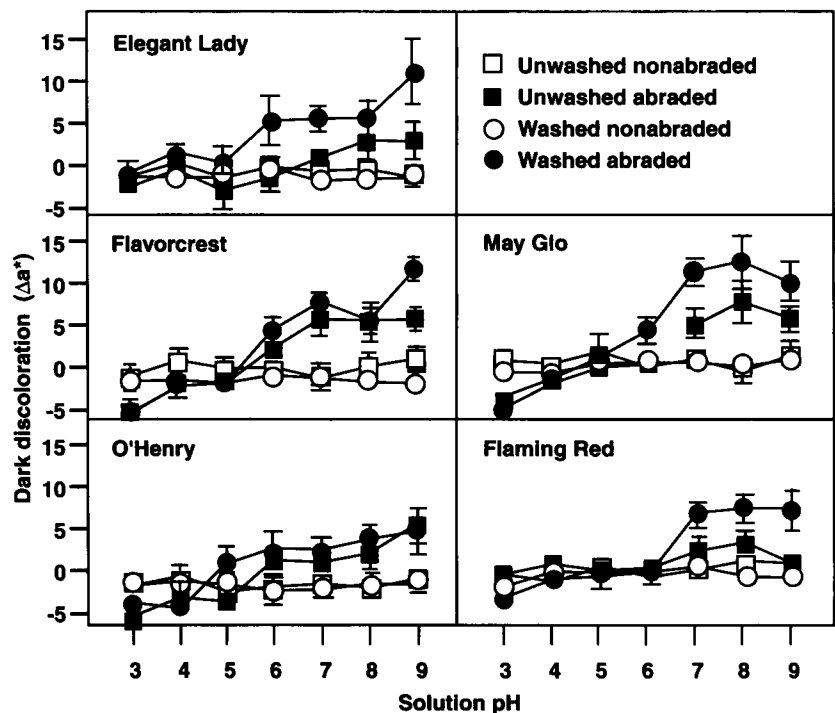 Elegant Lady
Unwashed nonabraded
Unwashed abraded
Washed nonabraded
Washed abraded
15
10
5
0
-5
Flavorcrest
May Glo
15
10
5
0
-5
O'Henry
Flaming Red
15
10
5
0
-5
Dark discoloration (Δa*)
3 4 5 6 7 8 9
3 4 5 6 7 8 9
Solution pH